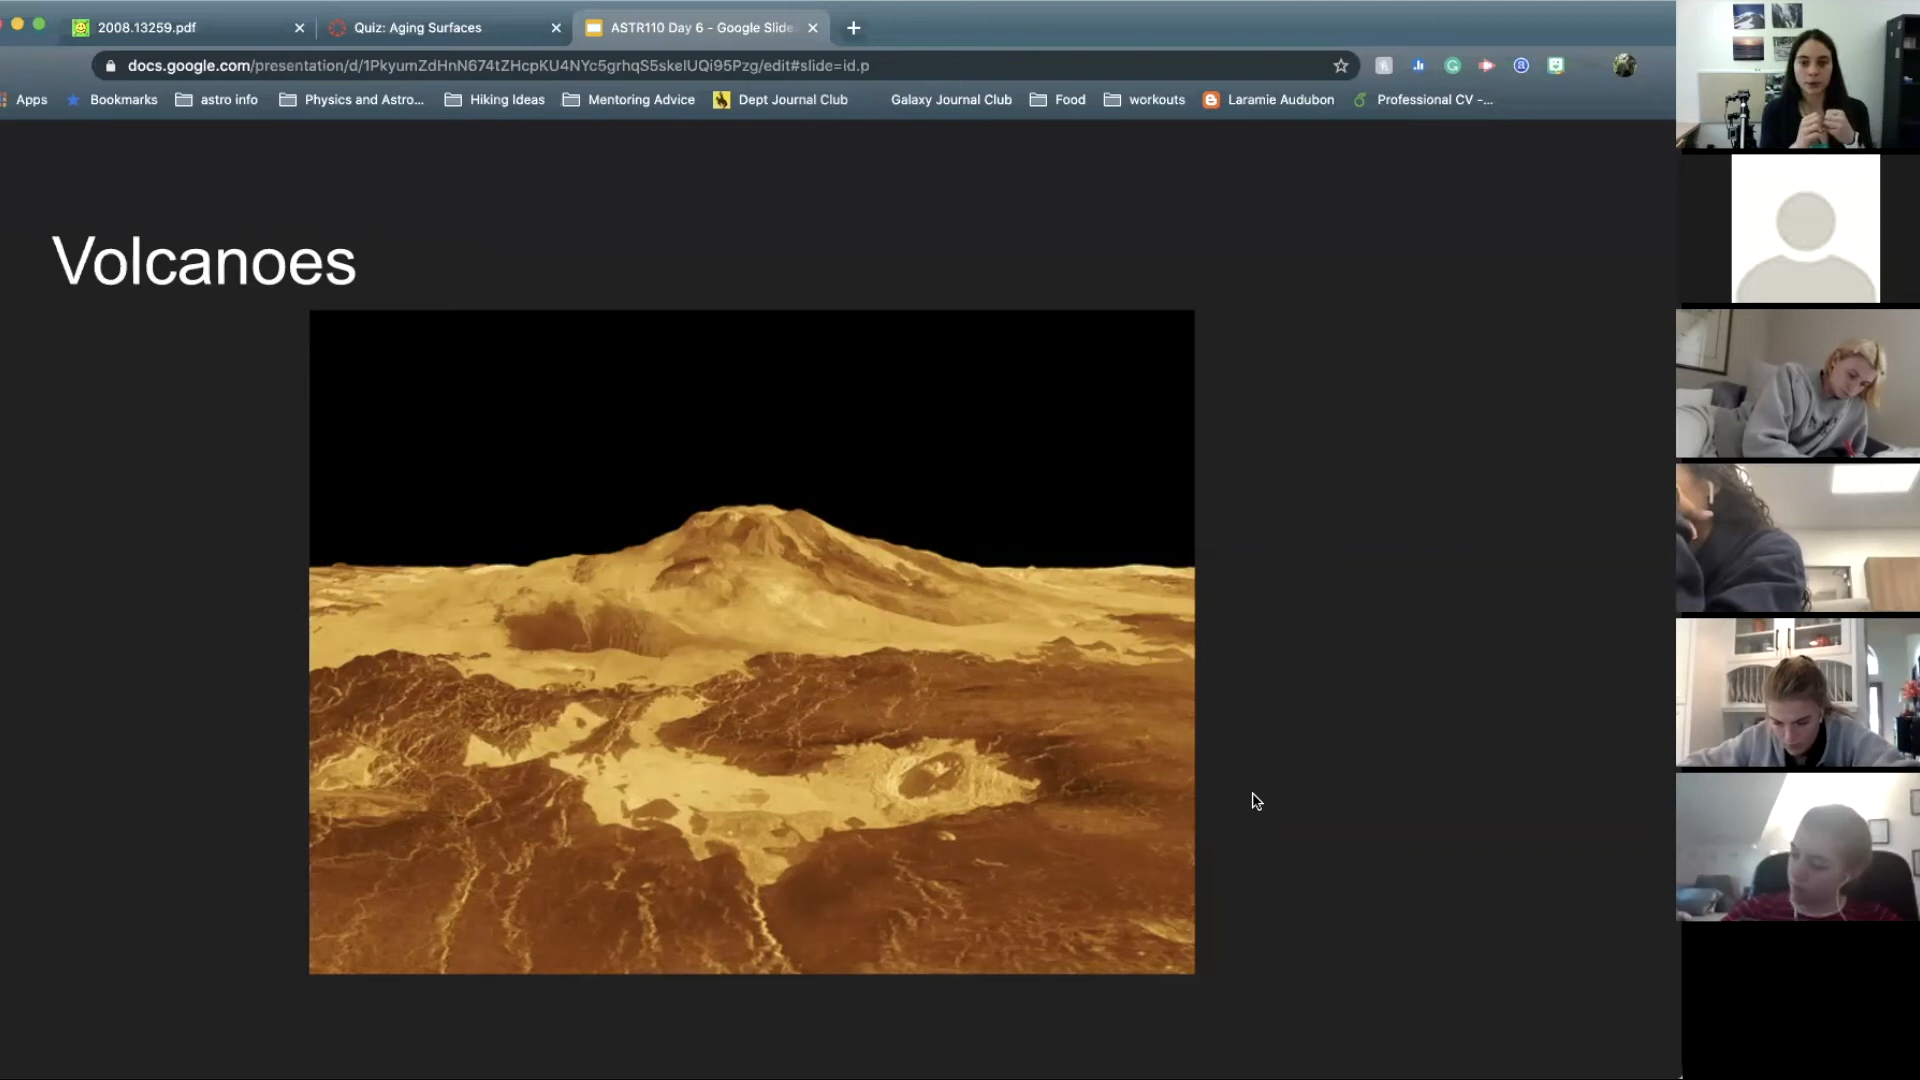 2008.13259.pdf
Quiz: Aging Surfaces
ASTR110 Day 6 - Google Slide
docs.google.com/presentation/d/1PkyumZdHnN674tZHcpKU4NYc5grhqS5skelUQi95Pzg/edit#slide=id.p
Apps
Bookmarks
astro info
Physics and Astro...
Hiking Ideas
Mentoring Advice
Dept Journal Club
Galaxy Journal Club
Food
workouts
Laramie Audubon
Professional CV -...
Volcanoes